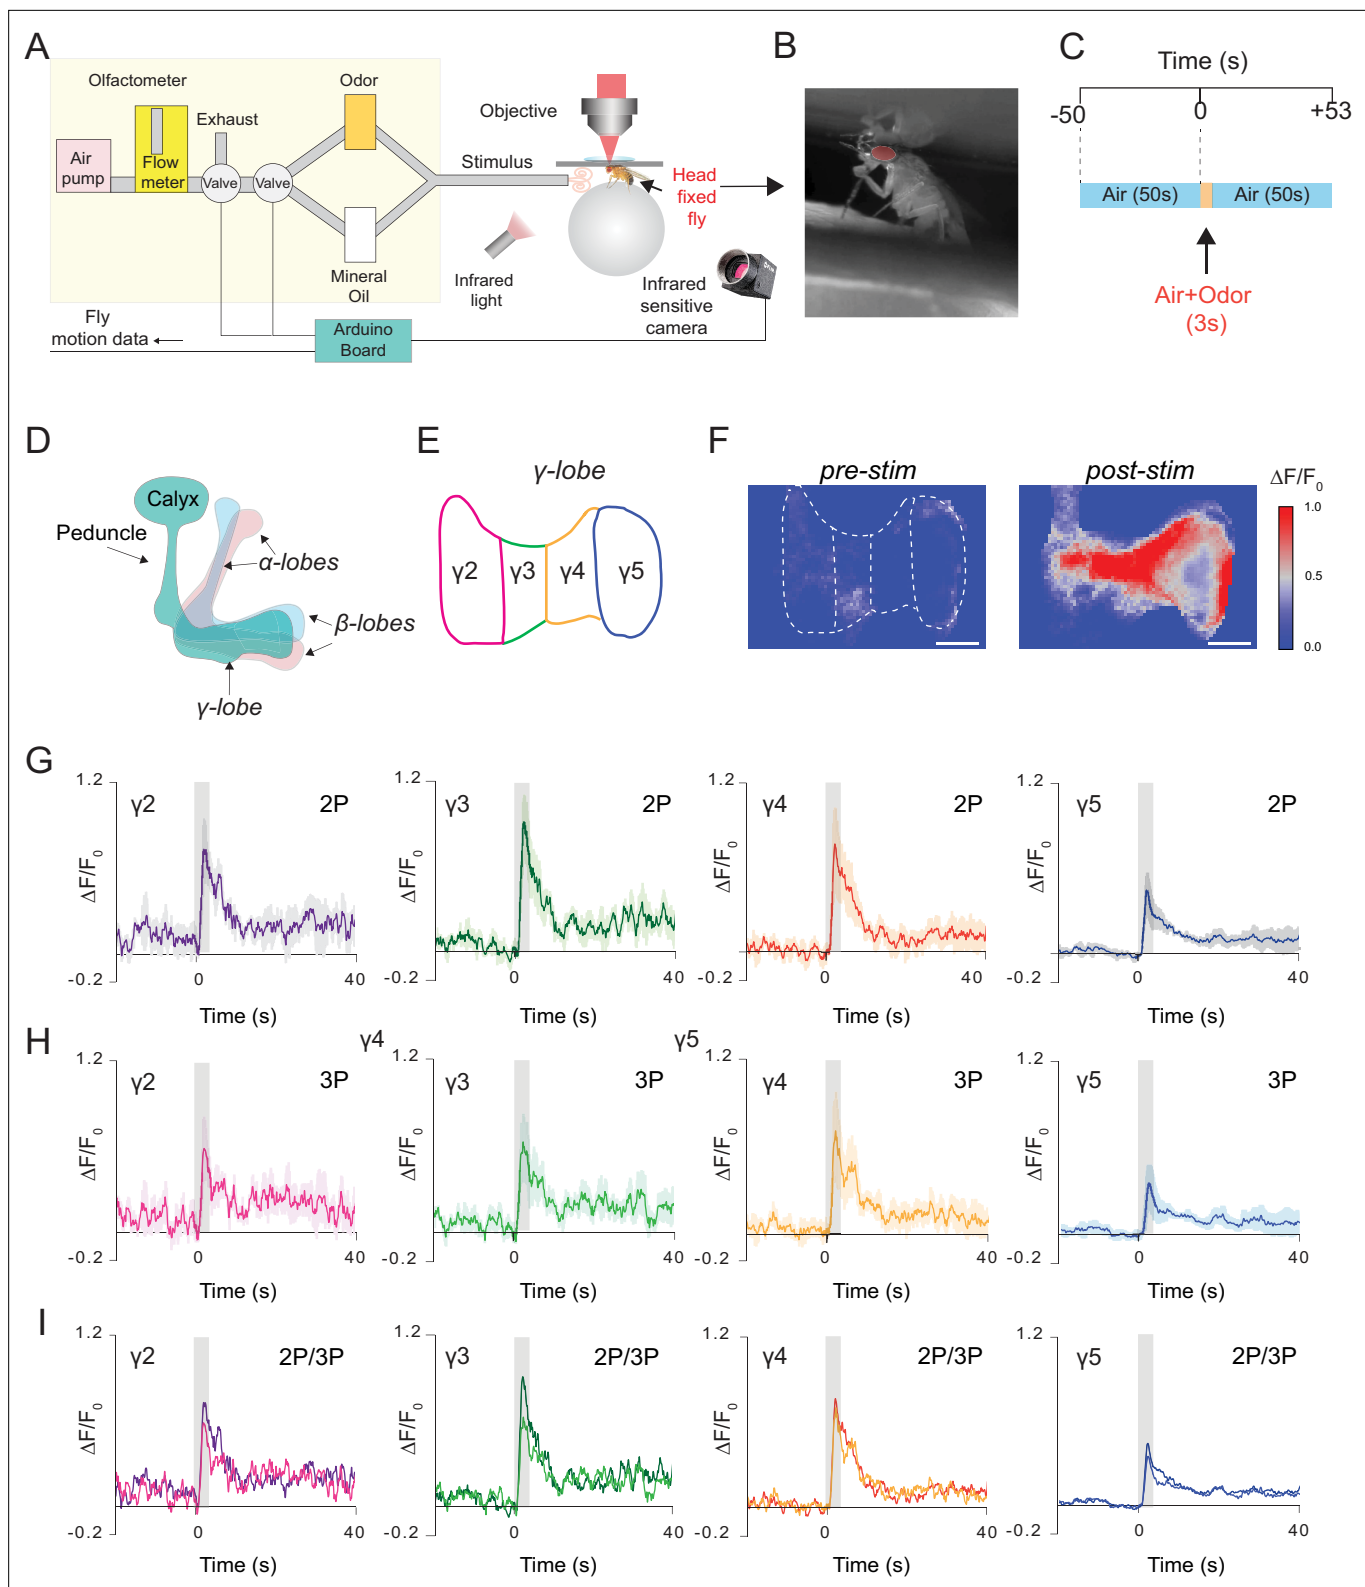 A
Olfactometer
Odor
Exhaust
Objective
Air
pump
Flow
meter
Valve
Valve
Stimulus
Head
fixed
fly
Mineral
Oil
Infrared
light
Infrared
sensitive
camera
Fly
motion data
Arduino
Board
B
C
Time (s)
-50
0
+53
Air (50s)
Air (50s)
Air+Odor
(3s)
D
Calyx
Peduncle
α-lobes
β-lobes
γ-lobe
E
γ-lobe
γ2
γ3
γ4
γ5
F
pre-stim
post-stim
ΔF/F0
1.0
0.5
0.0
G
1.2
γ2
2P
ΔF/F0
-0.2
0
40
Time (s)
1.2
γ3
2P
ΔF/F0
-0.2
0
40
Time (s)
1.2
γ4
2P
ΔF/F0
-0.2
0
40
Time (s)
1.2
γ5
2P
ΔF/F0
-0.2
0
40
Time (s)
H
γ4
γ5
1.2
γ2
3P
ΔF/F0
-0.2
0
40
Time (s)
1.2
γ3
3P
ΔF/F0
-0.2
0
40
Time (s)
1.2
γ4
3P
ΔF/F0
-0.2
0
40
Time (s)
1.2
γ5
3P
ΔF/F0
-0.2
0
40
Time (s)
I
1.2
γ2
2P/3P
ΔF/F0
-0.2
0
40
Time (s)
1.2
γ3
2P/3P
ΔF/F0
-0.2
0
40
Time (s)
1.2
γ4
2P/3P
ΔF/F0
-0.2
0
40
Time (s)
1.2
γ5
2P/3P
ΔF/F0
-0.2
0
40
Time (s)